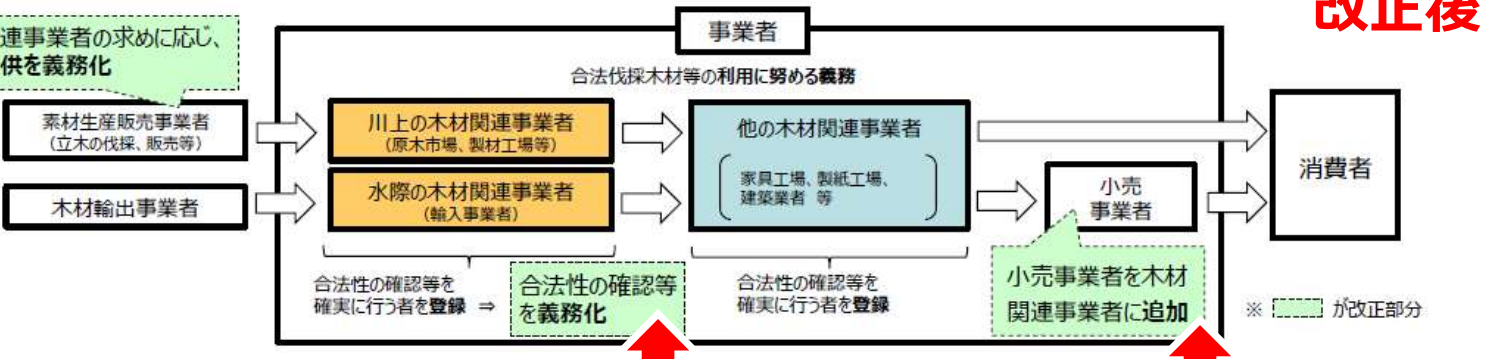 改正後
連事業者の求めに応じ、
供を義務化
事業者
合法伐採木材等の利用に努める義務
素材生産販売事業者
（立木の伐採、販売等）
川上の木材関連事業者
（原木市場、製材工場等）
他の木材関連事業者
家具工場、製紙工場、
建築業者 等
消費者
木材輸出事業者
水際の木材関連事業者
（輸入事業者）
小売
事業者
合法性の確認等を
確実に行う者を登録 ⇒
合法性の確認等
を義務化
合法性の確認等を
確実に行う者を登録
小売事業者を木材
関連事業者に追加
※ が改正部分